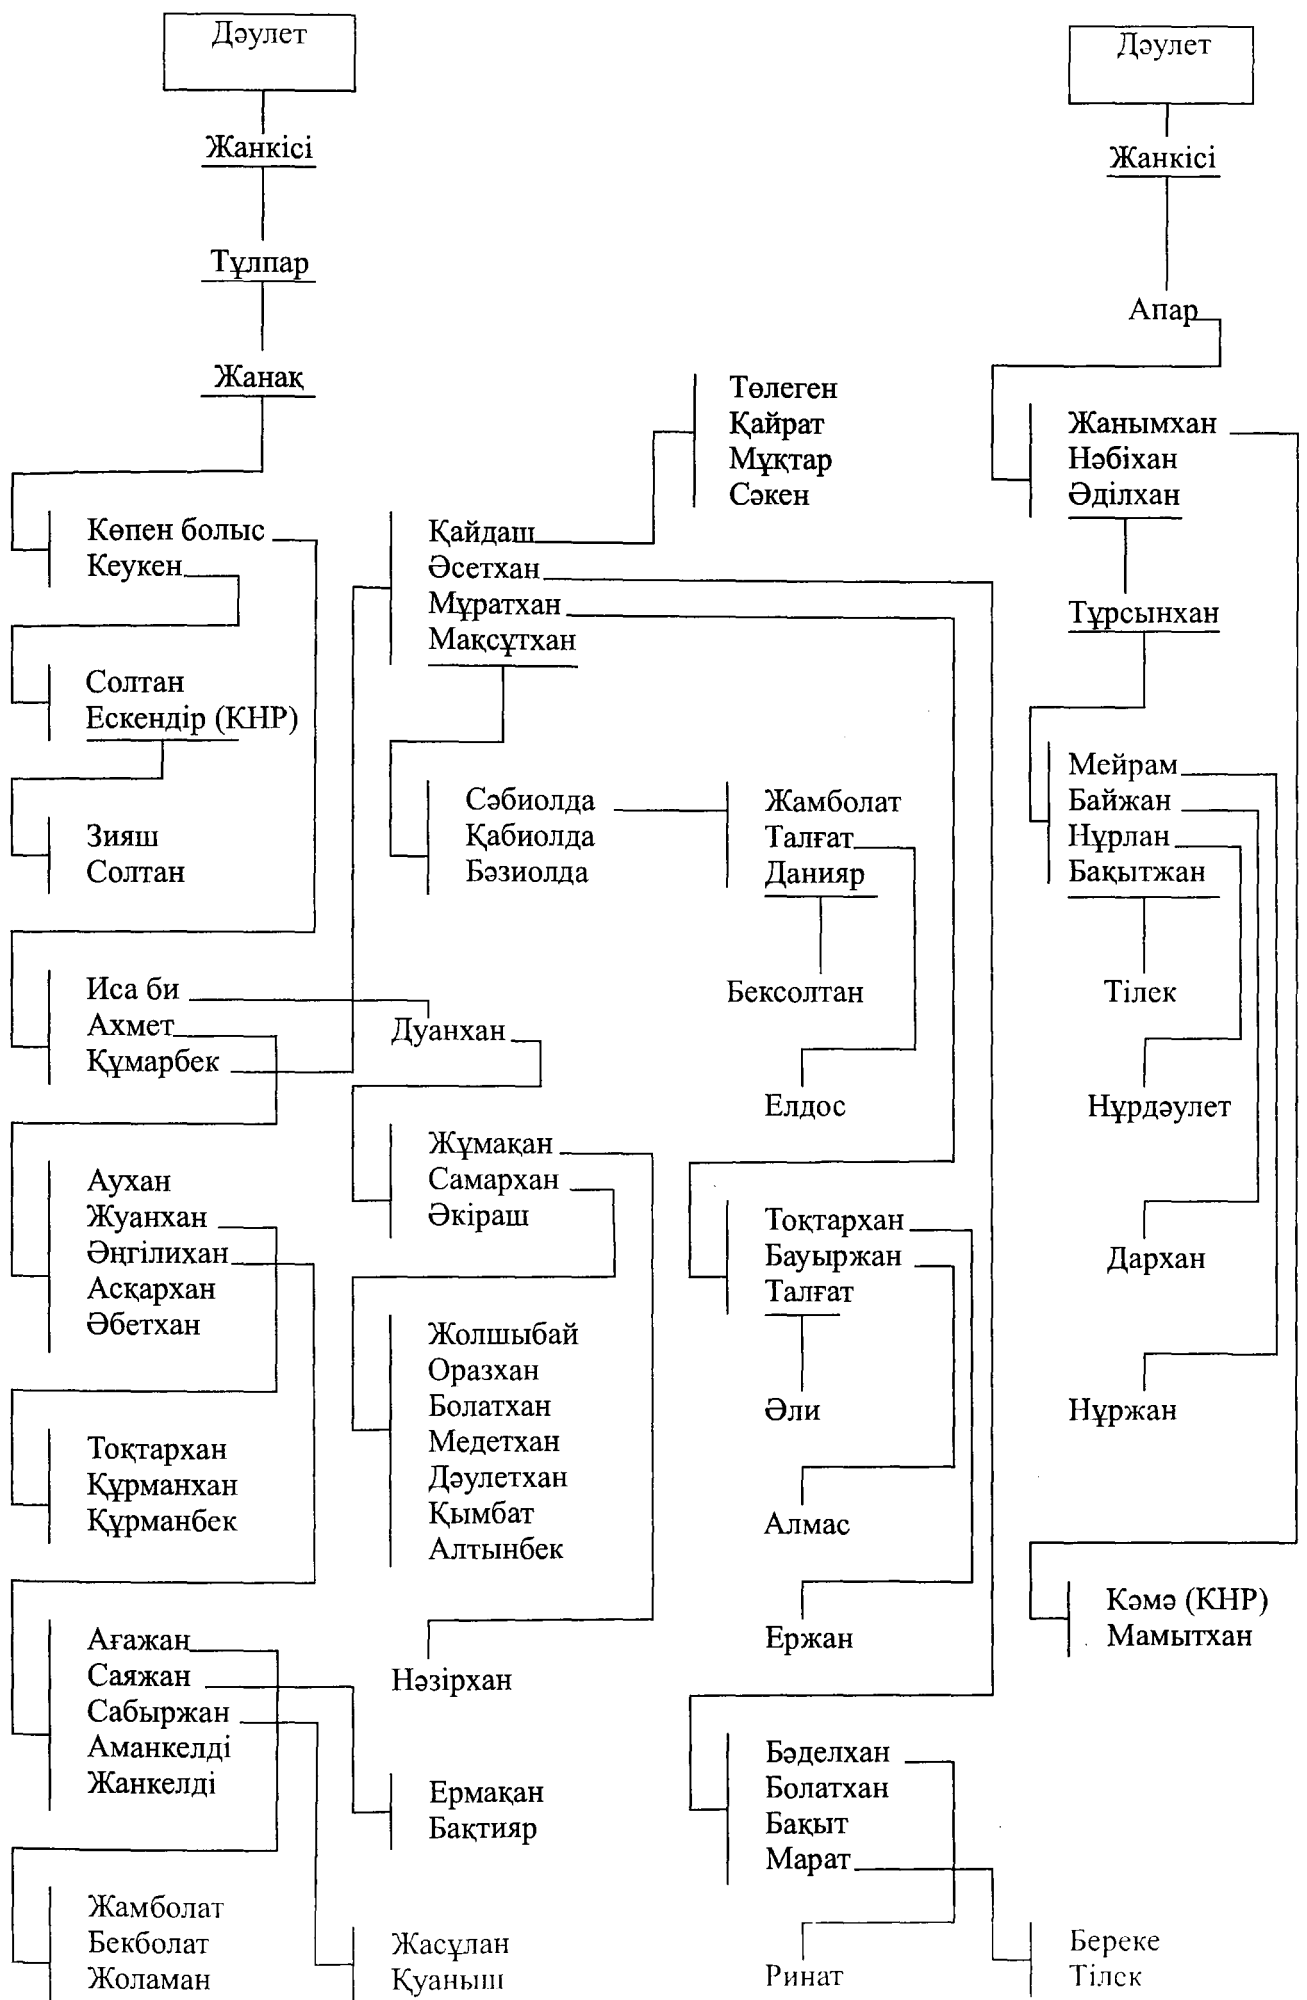 Дәулет
Жанкісі
Тұлпар
Жанақ
Көпен болыс
Кеукен
Солтан
Ескендір (КНР)
Зияш
Солтан
Иса би
Ахмет
Құмарбек
Аухан
Жуанхан
Әңгілихан
Асқархан
Әбетхан
Тоқтархан
Құрманхан
Құрманбек
Ағажан
Саяжан
Сабыржан
Аманкелді
Жанкелді
Жамболат
Бекболат
Жоламан
Қайдаш
Әсетхан
Мұратхан
Мақсұтхан
Төлеген
Қайрат
Мұқтар
Сәкен
Сәбиолда
Қабиолда
Бәзиолда
Жамболат
Талғат
Данияр
Бексолтан
Елдос
Дуанхан
Жұмақан
Самархан
Әкіраш
Жолшыбай
Оразхан
Болатхан
Медетхан
Дәулетхан
Қымбат
Алтынбек
Нәзірхан
Ермақан
Бақтияр
Жасұлан
Қуаныш
Тоқтархан
Бауыржан
Талғат
Әли
Алмас
Ержан
Бәделхан
Болатхан
Бақыт
Марат
Ринат
Береке
Тілек
Дәулет
Жанкісі
Апар
Жанымхан
Нәбіхан
Әділхан
Тұрсынхан
Мейрам
Байжан
Нұрлан
Бақытжан
Тілек
Нұрдәулет
Дархан
Нұржан
Кәмә (КНР)
Мамытхан